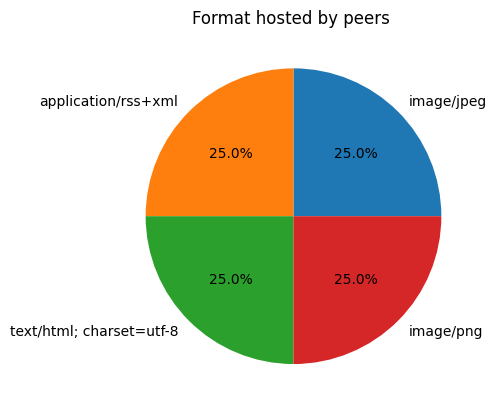 Format hosted by peers
application/rss+xml
image/jpeg
25.0%
25.0%
25.0%
25.0%
text/html; charset=utf-8
image/png